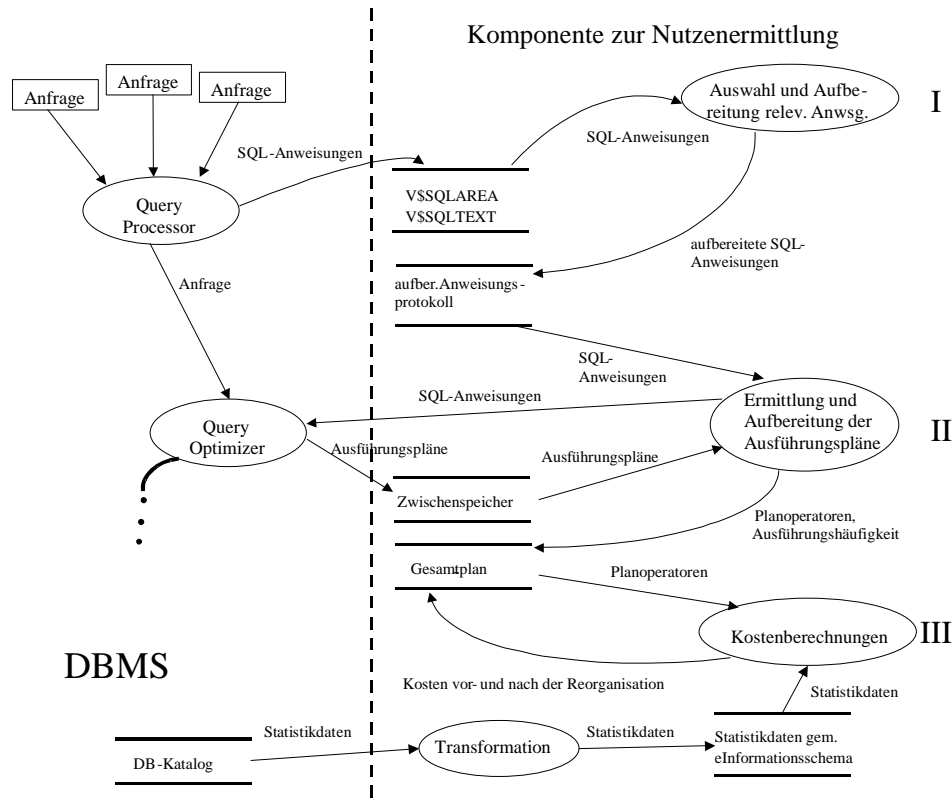 Komponente zur Nutzenermittlung
Anfrage
Anfrage
Anfrage
Auswahl und Aufbe-
reitung relev. Anwsg.
I
SQL-Anweisungen
SQL-Anweisungen
Query
Processor
V$SQLAREA
V$SQLTEXT
aufbereitete SQL-
Anweisungen
Anfrage
aufber.Anweisungs-
protokoll
SQL-
Anweisungen
SQL-Anweisungen
Ermittlung und
Aufbereitung der
Ausführungspläne
II
Query
Optimizer
Ausführungspläne
Ausführungspläne
Zwischenspeicher
Planoperatoren,
Ausführungshäufigkeit
Gesamtplan
Planoperatoren
Kostenberechnungen
III
DBMS
Kosten vor- und nach der Reorganisation
Statistikdaten
Statistikdaten
Statistikdaten
DB-Katalog
Transformation
Statistikdaten gem.
eInformationsschema